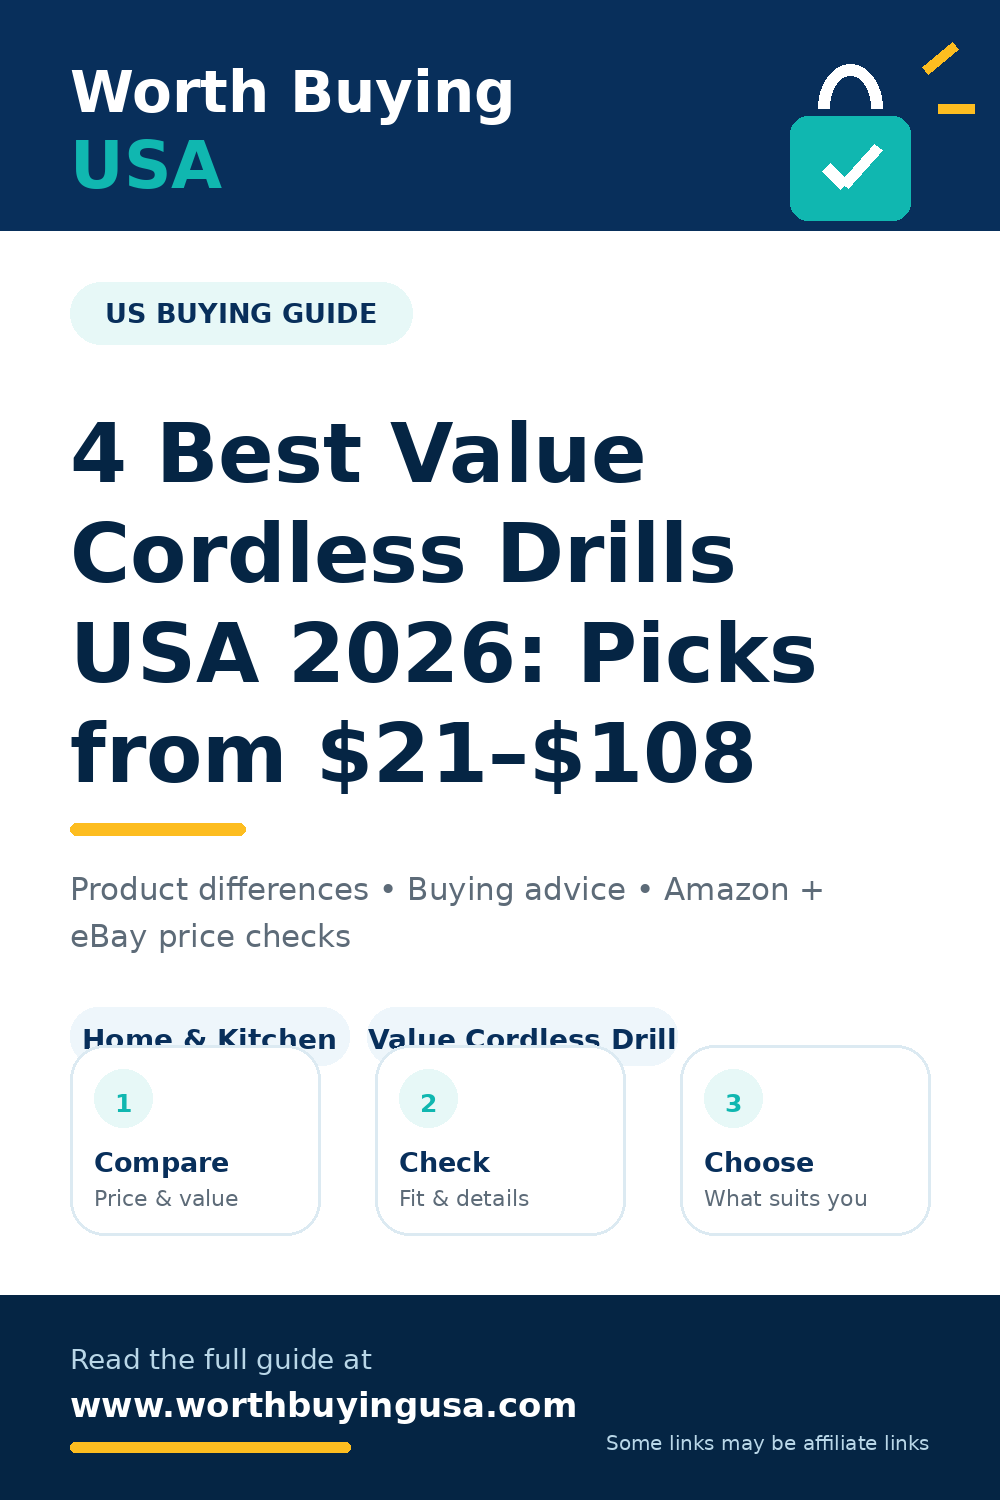 Worth Buying
USA
US BUYING GUIDE
4 Best Value
Cordless Drills
USA 2026: Picks
from $21–$108
Product differences • Buying advice • Amazon +
eBay price checks
Home & Kitchen
Value Cordless Drill
1
Compare
Price & value
2
Check
Fit & details
3
Choose
What suits you
Read the full guide at
www.worthbuyingusa.com
Some links may be affiliate links